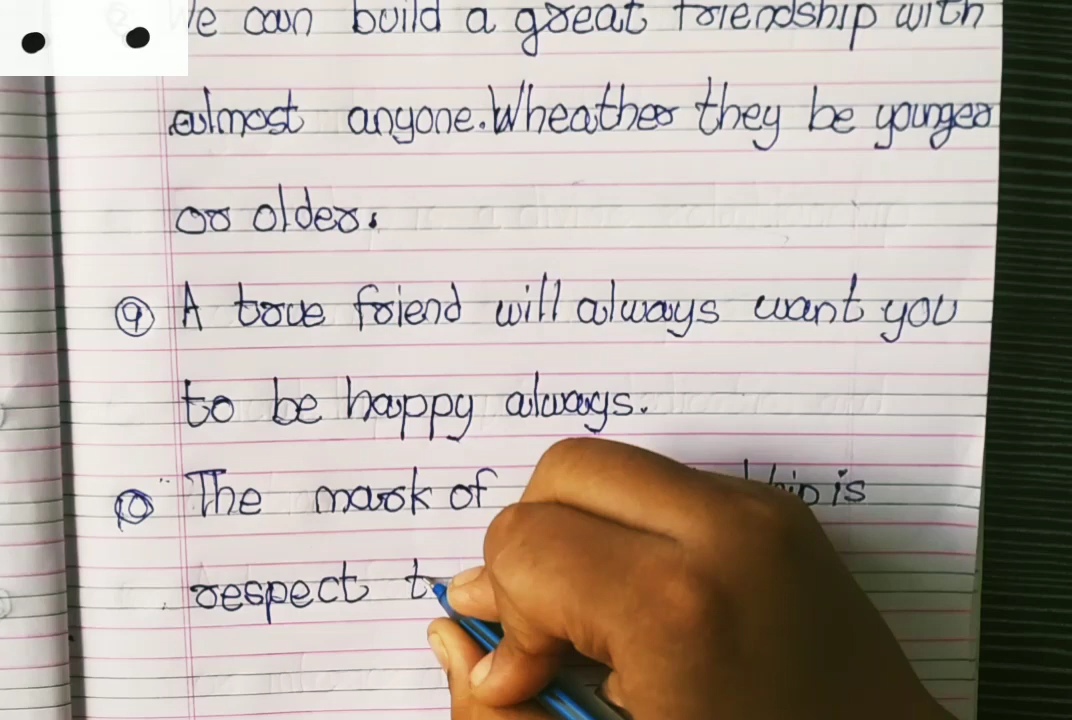 We can build a great friendship with
almost anyone. Wheather they be younger
or older.
9 A true friend will always want you
to be happy always.
10 The mark of is
respect t